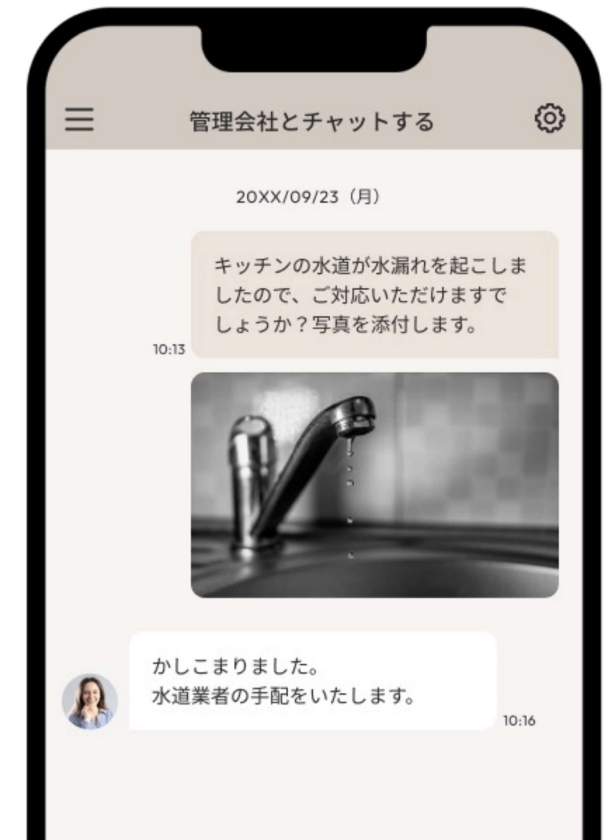 管理会社とチャットする
20XX/09/23（月）
キッチンの水道が水漏れを起こしま
したので、ご対応いただけますで
しょうか？写真を添付します。
10:13
かしこまりました。
水道業者の手配をいたします。
10:16